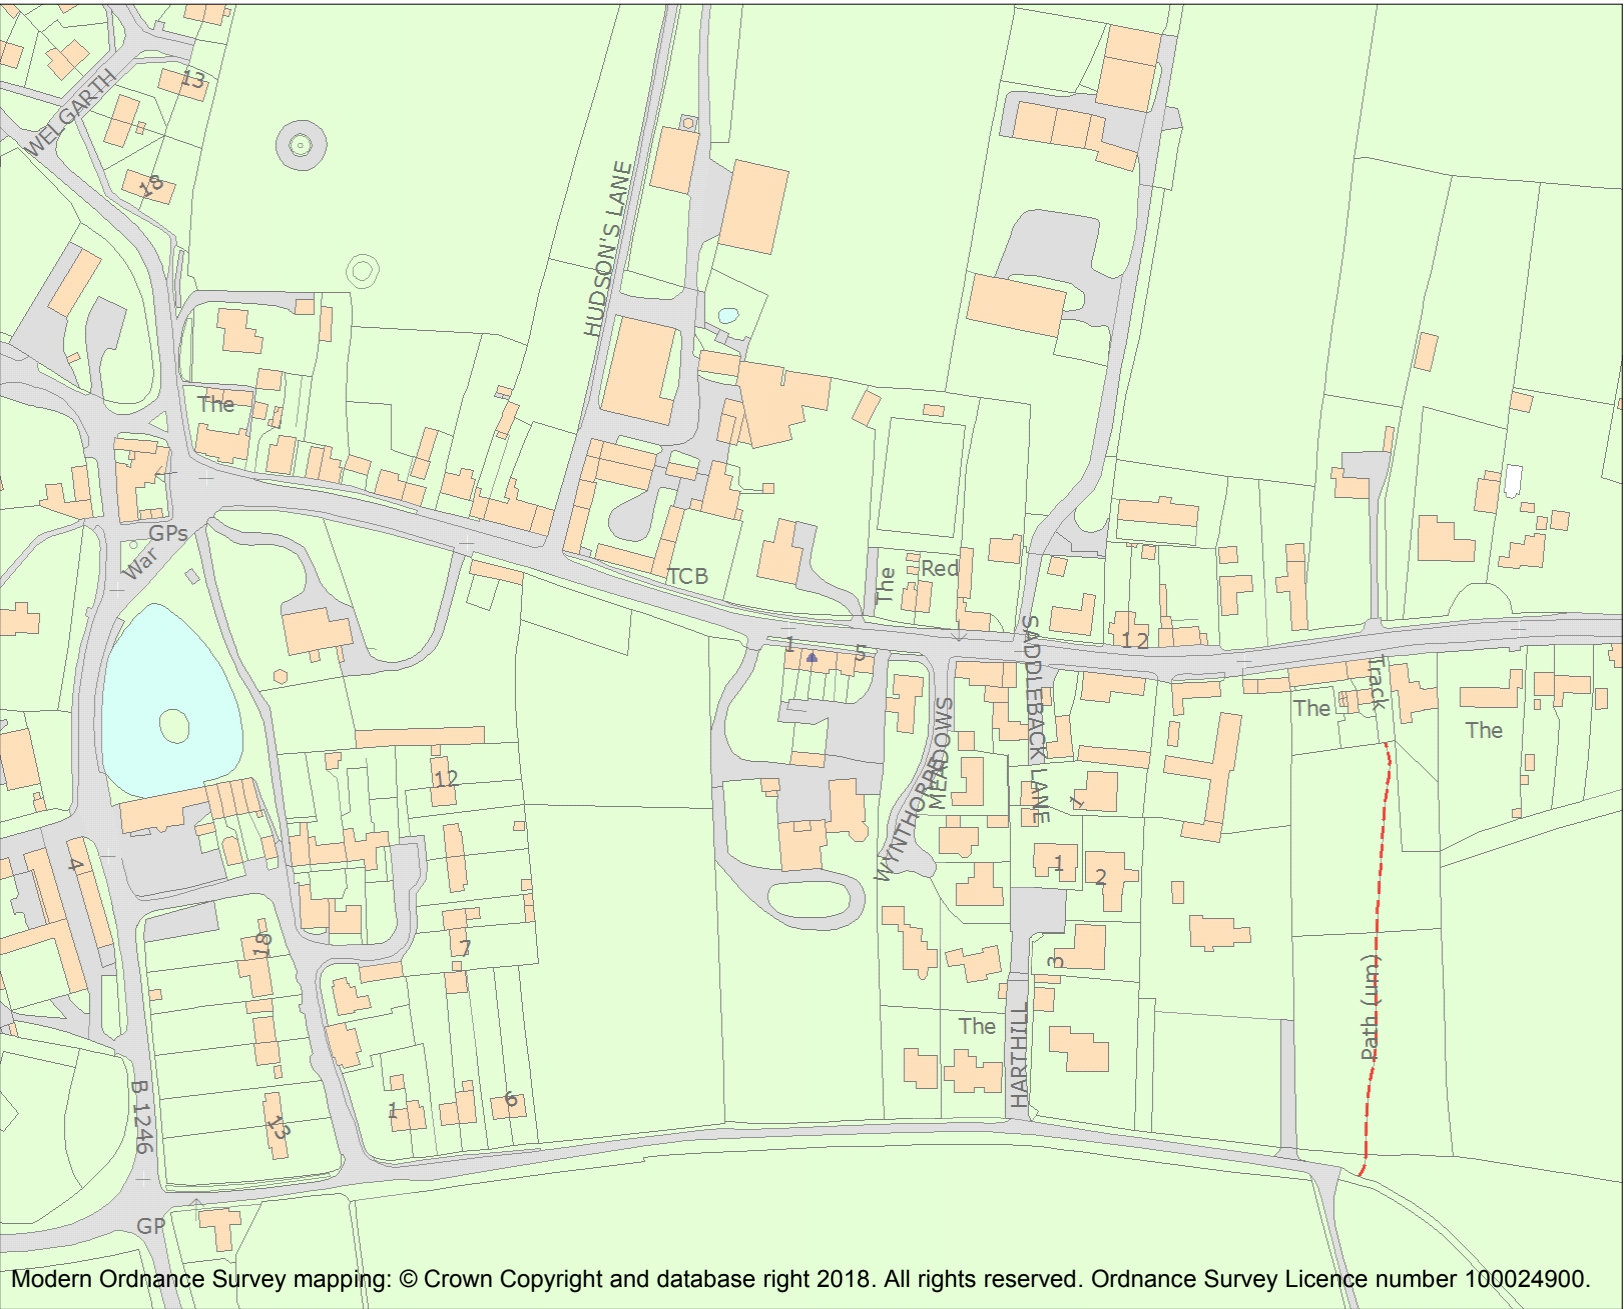 13
WELGARTH
18
HUDSON'S LANE
The
GPs
War
TCB
The
Red
1
5
SADDLEBACK LANE
12
Track
The
The
WYNTHORPE
MEADOWS
12
1
4
1
2
18
7
3
Path (um)
The
HARTHILL
B 1246
1
6
13
GP
Modern Ordnance Survey mapping: © Crown Copyright and database right 2018. All rights reserved. Ordnance Survey Licence number 100024900.